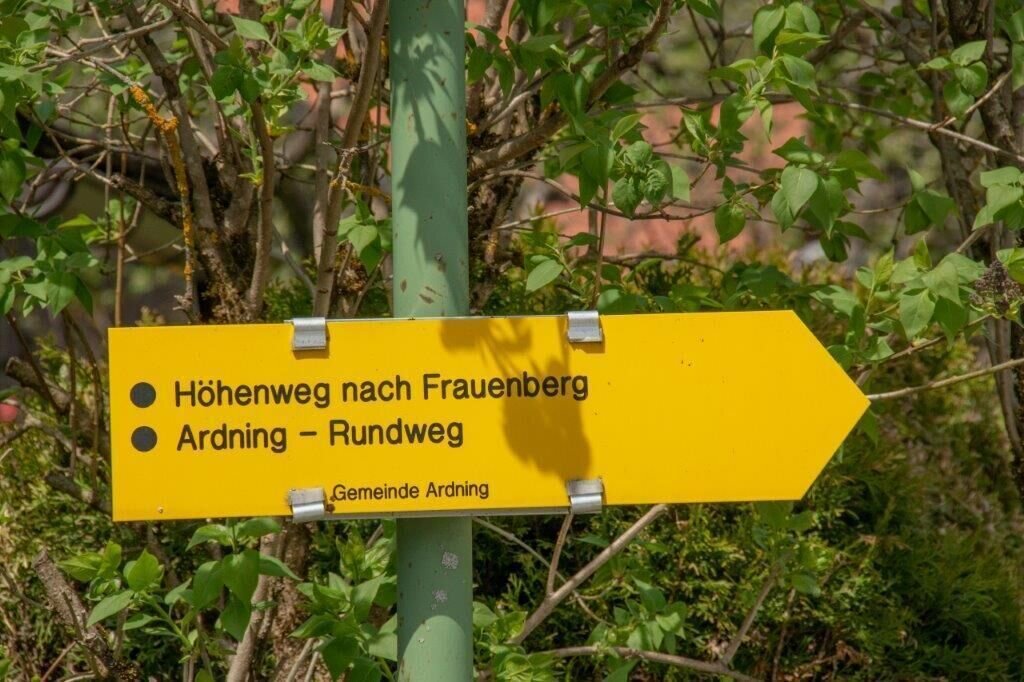 ● Höhenweg nach Frauenberg
● Ardning – Rundweg
Gemeinde Ardning